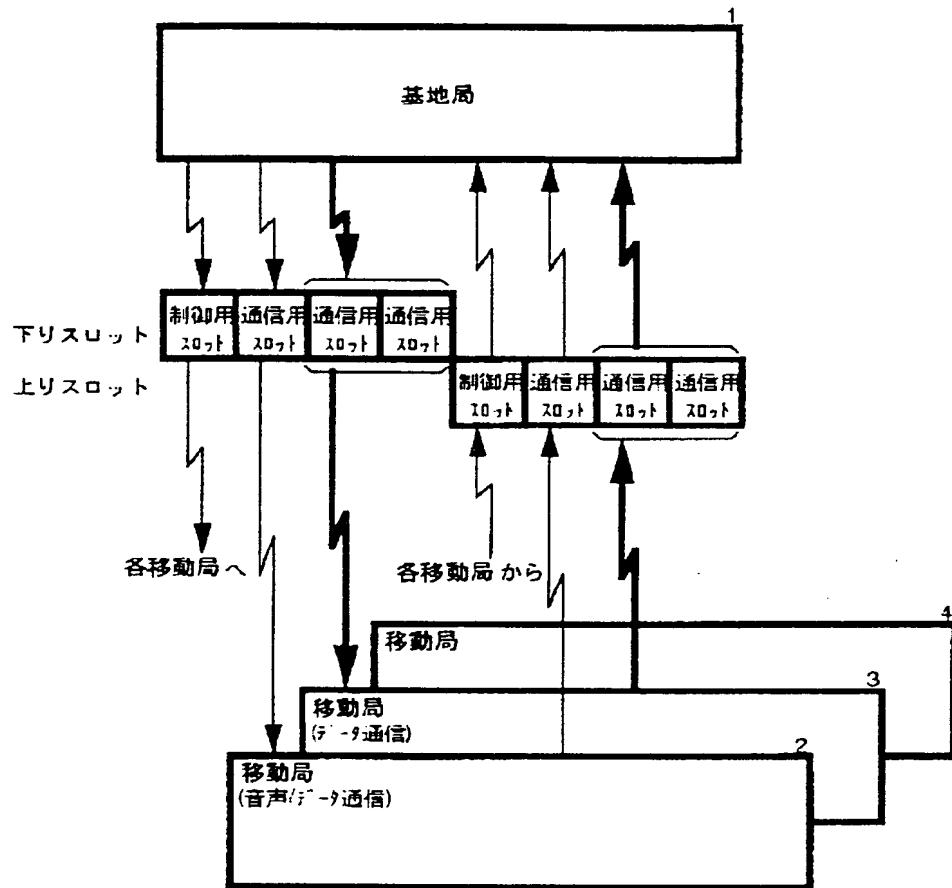 1
基地局
下りスロット
制御用 通信用 通信用 通信用
スロット スロット スロット スロット
上りスロット
制御用 通信用 通信用 通信用
スロット スロット スロット スロット
各移動局へ
各移動局から
4
移動局
3
移動局
(データ通信)
2
移動局
(音声/データ通信)